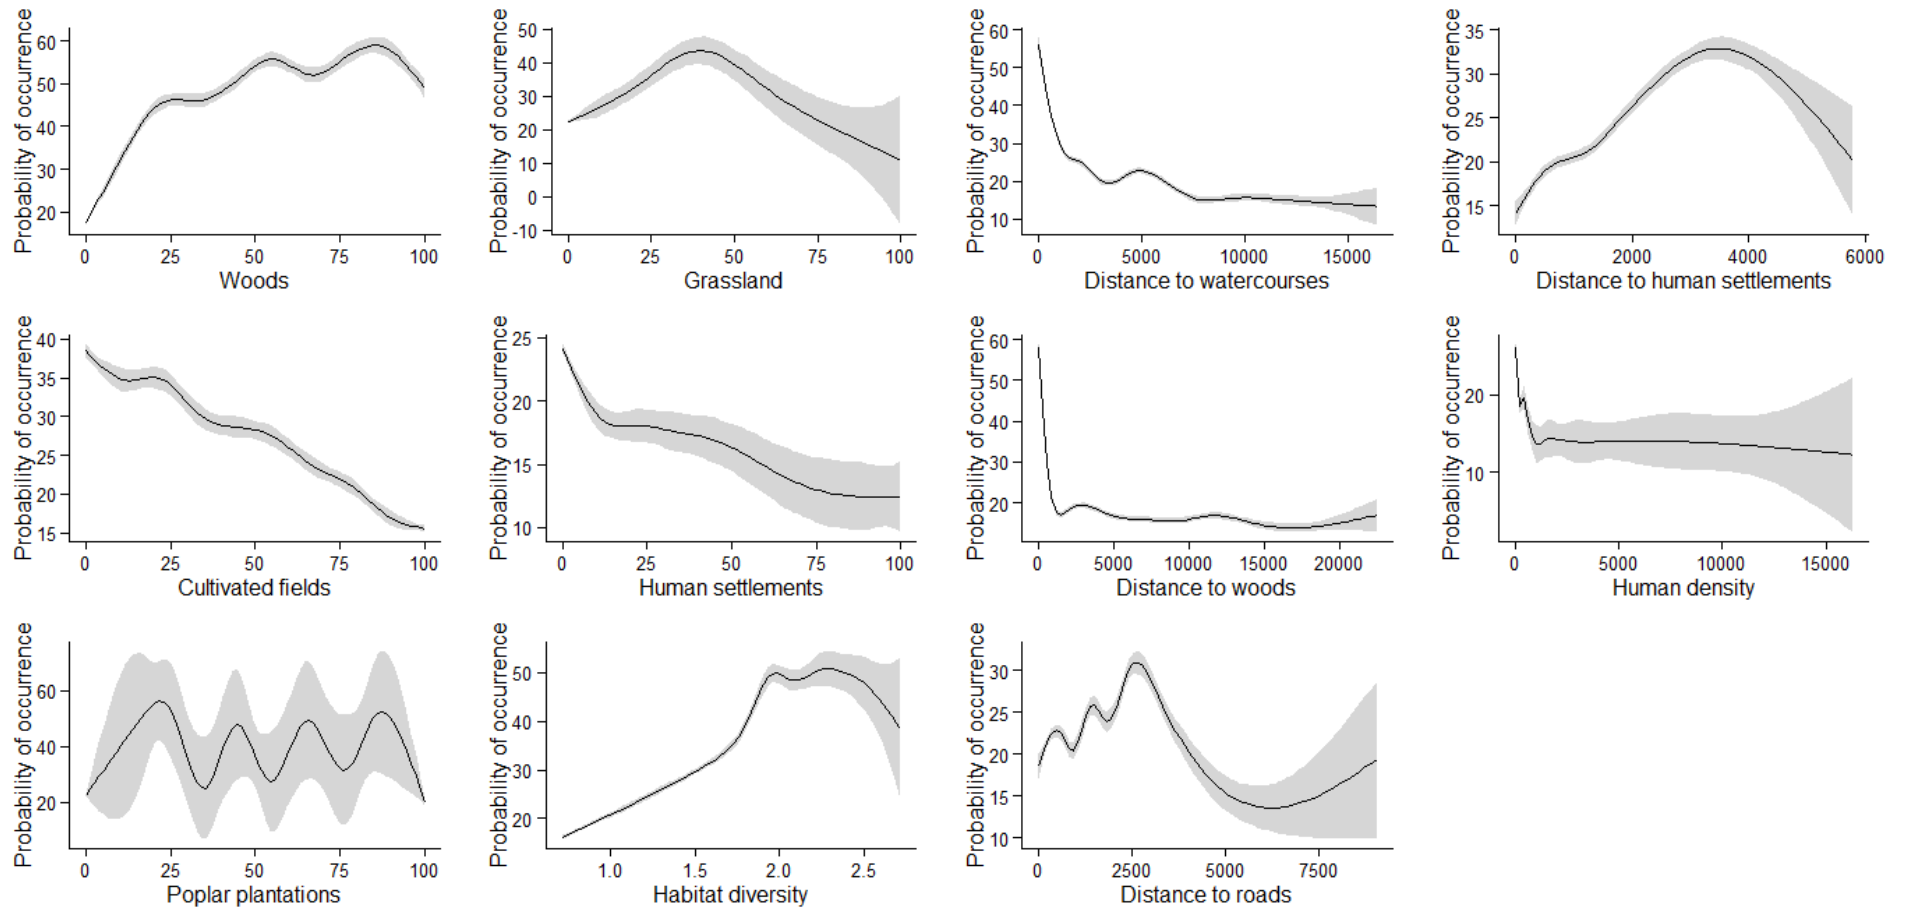 Probability of occurrence
60
50
40
30
20
0 25 50 75 100
Woods
Probability of occurrence
50
40
30
20
10
0
-10
0 25 50 75 100
Grassland
Probability of occurrence
60
50
40
30
20
10
0 5000 10000 15000
Distance to watercourses
Probability of occurrence
35
30
25
20
15
0 2000 4000 6000
Distance to human settlements
Probability of occurrence
40
35
30
25
20
15
0 25 50 75 100
Cultivated fields
Probability of occurrence
25
20
15
10
0 25 50 75 100
Human settlements
Probability of occurrence
60
50
40
30
20
0 5000 10000 15000 20000
Distance to woods
Probability of occurrence
20
10
0 5000 10000 15000
Human density
Probability of occurrence
60
40
20
0 25 50 75 100
Poplar plantations
Probability of occurrence
50
40
30
20
1.0 1.5 2.0 2.5
Habitat diversity
Probability of occurrence
30
25
20
15
10
0 2500 5000 7500
Distance to roads